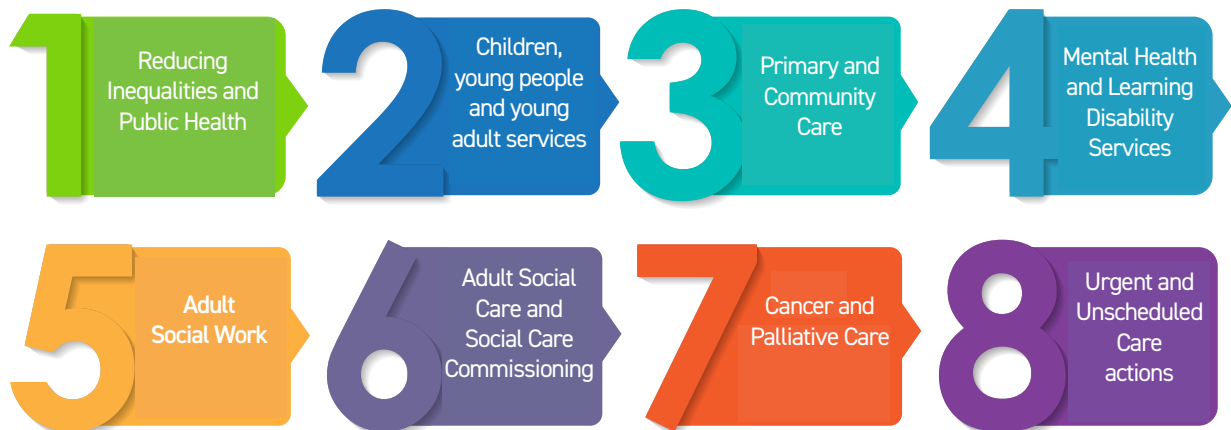 1
Reducing
Inequalities and
Public Health
2
Children,
young people
and young
adult services
3
Primary and
Community
Care
4
Mental Health
and Learning
Disability
Services
5
Adult
Social Work
6
Adult Social
Care and
Social Care
Commissioning
7
Cancer and
Palliative Care
8
Urgent and
Unscheduled
Care
actions